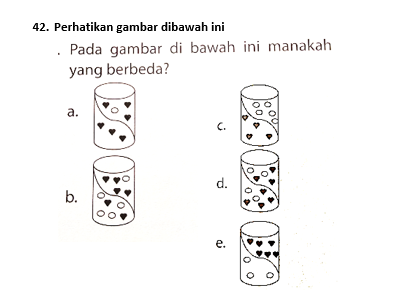 42. Perhatikan gambar dibawah ini
. Pada gambar di bawah ini manakah
yang berbeda?
a.
c.
b.
d.
e.